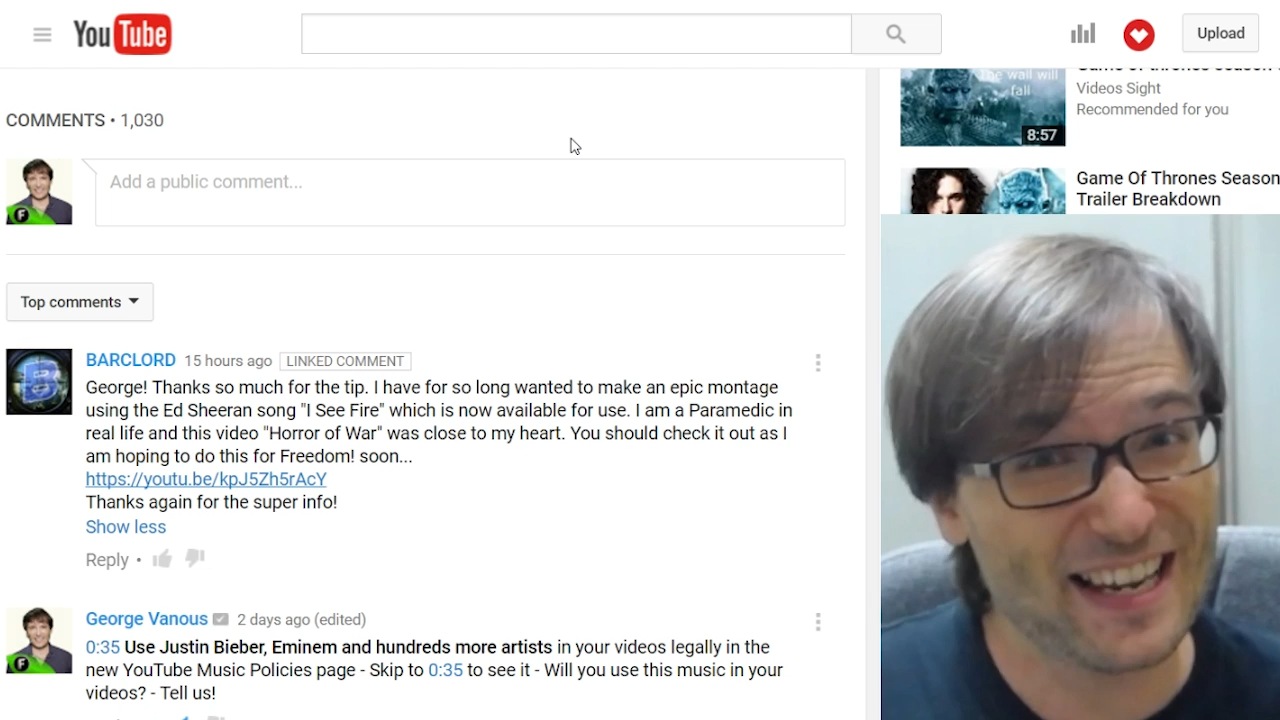 YouTube
Upload
COMMENTS • 1,030
Add a public comment...
Top comments
BARCLORD 15 hours ago LINKED COMMENT
George! Thanks so much for the tip. I have for so long wanted to make an epic montage
using the Ed Sheeran song "I See Fire" which is now available for use. I am a Paramedic in
real life and this video "Horror of War" was close to my heart. You should check it out as I
am hoping to do this for Freedom! soon...
https://youtu.be/kpJ5Zh5rAcY
Thanks again for the super info!
Show less
Reply •
George Vanous 2 days ago (edited)
0:35 Use Justin Bieber, Eminem and hundreds more artists in your videos legally in the
new YouTube Music Policies page - Skip to 0:35 to see it - Will you use this music in your
videos? - Tell us!
The wall will
fall
8:57
Videos Sight
Recommended for you
Game Of Thrones Season
Trailer Breakdown
F
F
B